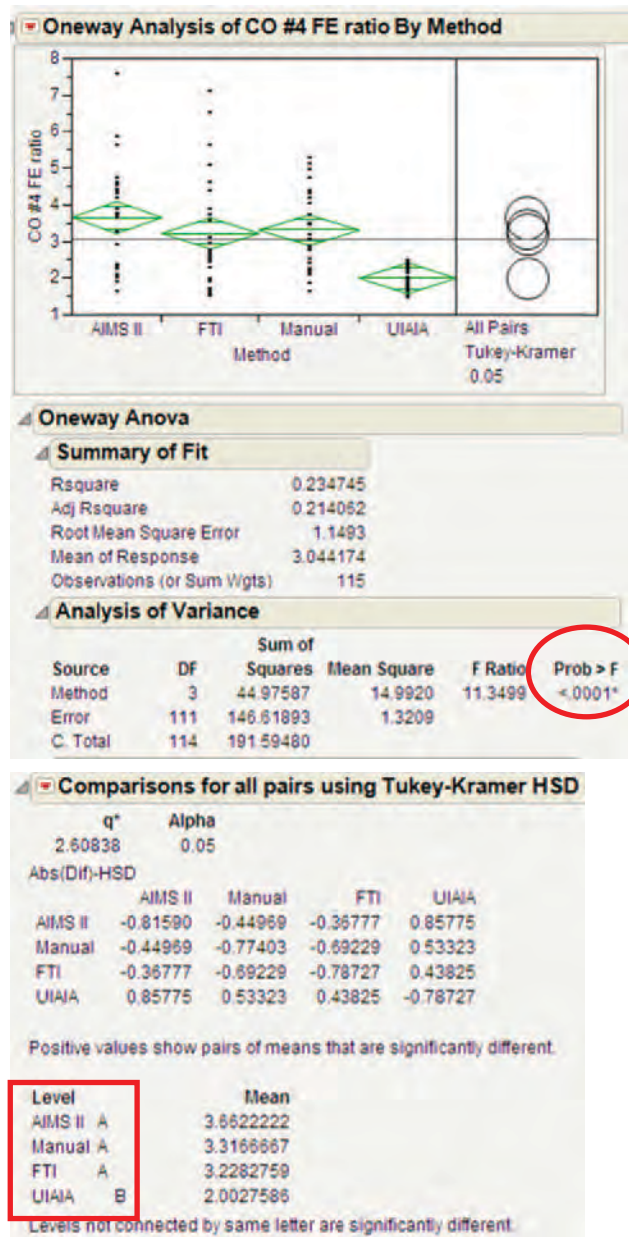 Oneway Analysis of CO #4 FE ratio By Method
8
7
6
5
4
3
2
1
CO #4 FE ratio
AIMS II FTI Manual UIAIA
Method
All Pairs
Tukey-Kramer
0.05
Oneway Anova
Summary of Fit
Rsquare 0.234745
Adj Rsquare 0.214062
Root Mean Square Error 1.1493
Mean of Response 3.044174
Observations (or Sum Wgts) 115
Analysis of Variance
Sum of
Source DF Squares Mean Square F Ratio Prob > F
Method 3 44.97587 14.9920 11.3499 <.0001*
Error 111 146.61893 1.3209
C. Total 114 191.59480
Comparisons for all pairs using Tukey-Kramer HSD
q* Alpha
2.60838 0.05
Abs(Dif)-HSD
AIMS II Manual FTI UIAIA
AIMS II -0.81590 -0.44969 -0.36777 0.85775
Manual -0.44969 -0.77403 -0.69229 0.53323
FTI -0.36777 -0.69229 -0.78727 0.43825
UIAIA 0.85775 0.53323 0.43825 -0.78727
Positive values show pairs of means that are significantly different.
Level Mean
AIMS II A 3.6622222
Manual A 3.3166667
FTI A 3.2282759
UIAIA B 2.0027586
Levels not connected by same letter are significantly different.